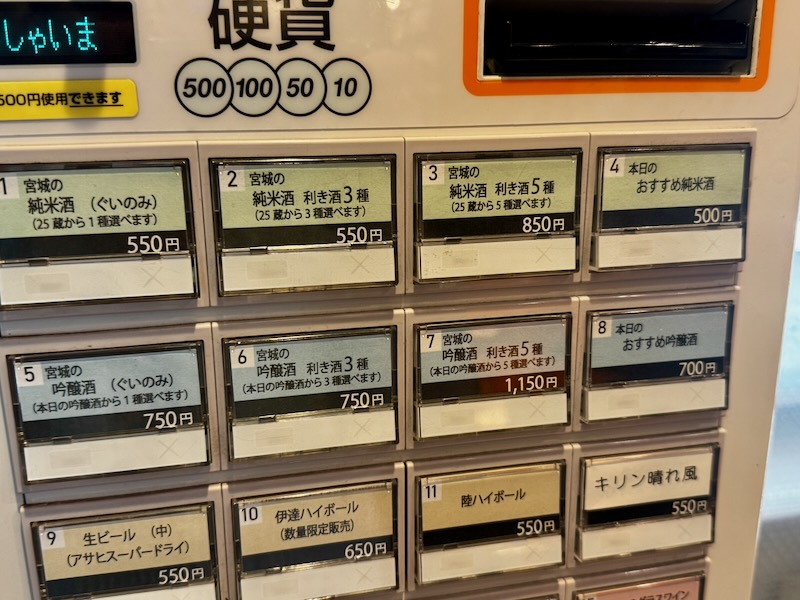 しゃいま
硬貨
500 100 50 10
500円使用できます
1 宮城の
純米酒 （ぐいのみ）
（25蔵から1種選べます）
550円
2 宮城の
純米酒 利き酒3種
（25蔵から3種選べます）
550円
3 宮城の
純米酒 利き酒5種
（25蔵から5種選べます）
850円
4 本日の
おすすめ純米酒
500円
5 宮城の
吟醸酒 （ぐいのみ）
（本日の吟醸酒から1種選べます）
750円
6 宮城の
吟醸酒 利き酒3種
（本日の吟醸酒から3種選べます）
750円
7 宮城の
吟醸酒 利き酒5種
（本日の吟醸酒から5種選べます）
1,150円
8 本日の
おすすめ吟醸酒
700円
9 生ビール （中）
（アサヒスーパードライ）
550円
10 伊達ハイボール
（数量限定販売）
650円
11 陸ハイボール
550円
キリン晴れ風
550円
グラスワイン